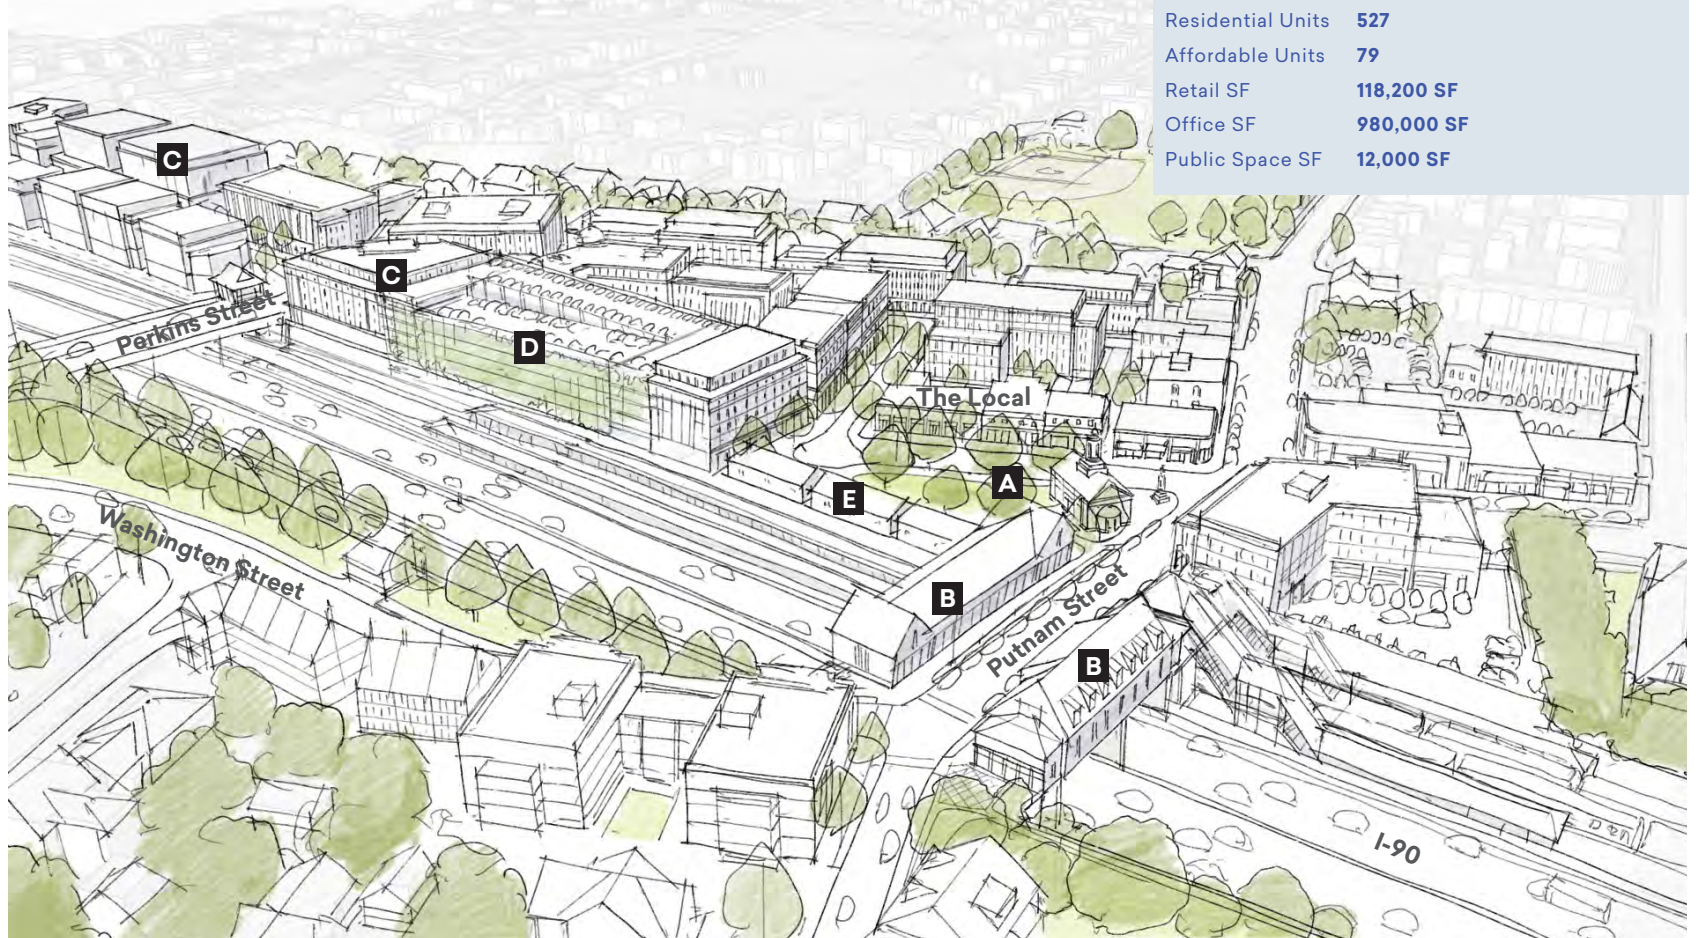 Residential Units 527
Affordable Units 79
Retail SF 118,200 SF
Office SF 980,000 SF
Public Space SF 12,000 SF
C
C
Perkins Street
D
The Local
A
E
Washington Street
B
Putnam Street
B
I-90